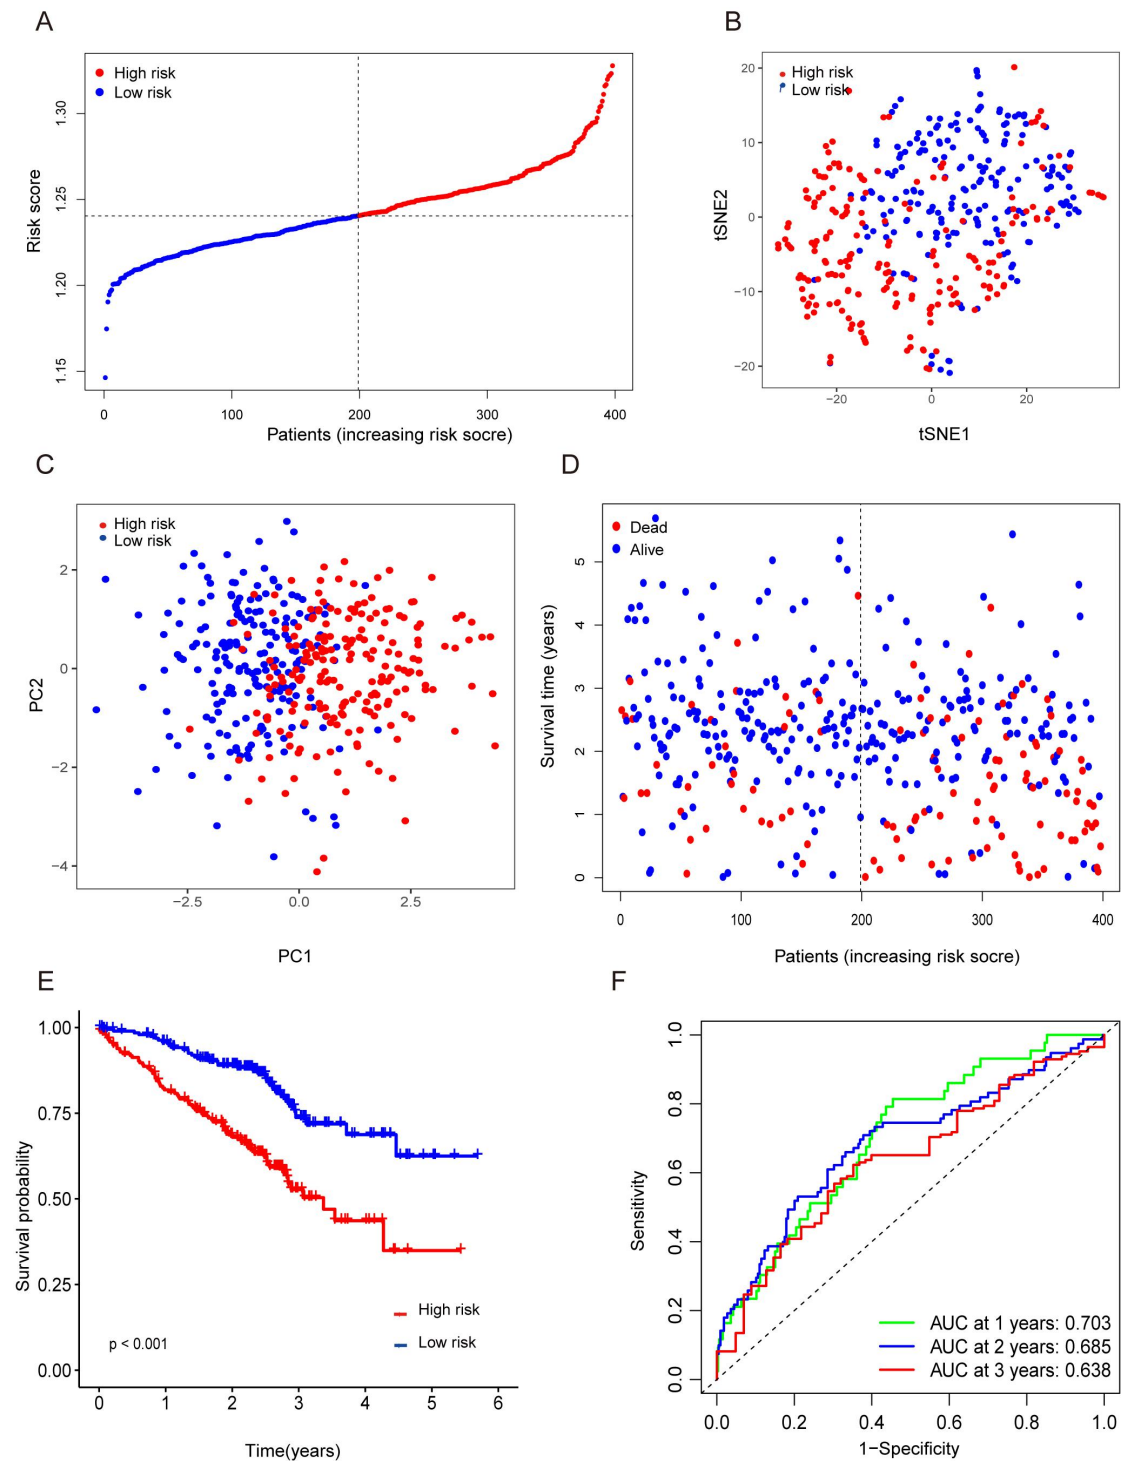 A
High risk
Low risk
1.30
1.25
1.20
1.15
Risk score
0 100 200 300 400
Patients (increasing risk socre)
B
High risk
Low risk
20
10
0
−10
−20
tSNE2
−20 0 20
tSNE1
C
High risk
Low risk
2
0
−2
−4
PC2
−2.5 0.0 2.5
PC1
D
Dead
Alive
5
4
3
2
1
0
Survival time (years)
0 100 200 300 400
Patients (increasing risk socre)
E
1.00
0.75
0.50
0.25
0.00
Survival probability
High risk
Low risk
p < 0.001
0 1 2 3 4 5 6
Time(years)
F
1.0
0.8
0.6
0.4
0.2
0.0
Sensitivity
AUC at 1 years: 0.703
AUC at 2 years: 0.685
AUC at 3 years: 0.638
0.0 0.2 0.4 0.6 0.8 1.0
1−Specificity